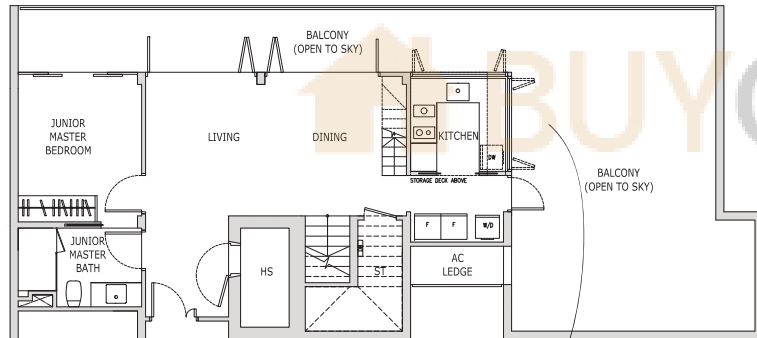 BALCONY
(OPEN TO SKY)
BUYC
JUNIOR
MASTER
BEDROOM
LIVING
DINING
KITCHEN
DW
STORAGE DECK ABOVE
BALCONY
(OPEN TO SKY)
F
F
W/D
JUNIOR
MASTER
BATH
HS
ST
AC
LEDGE